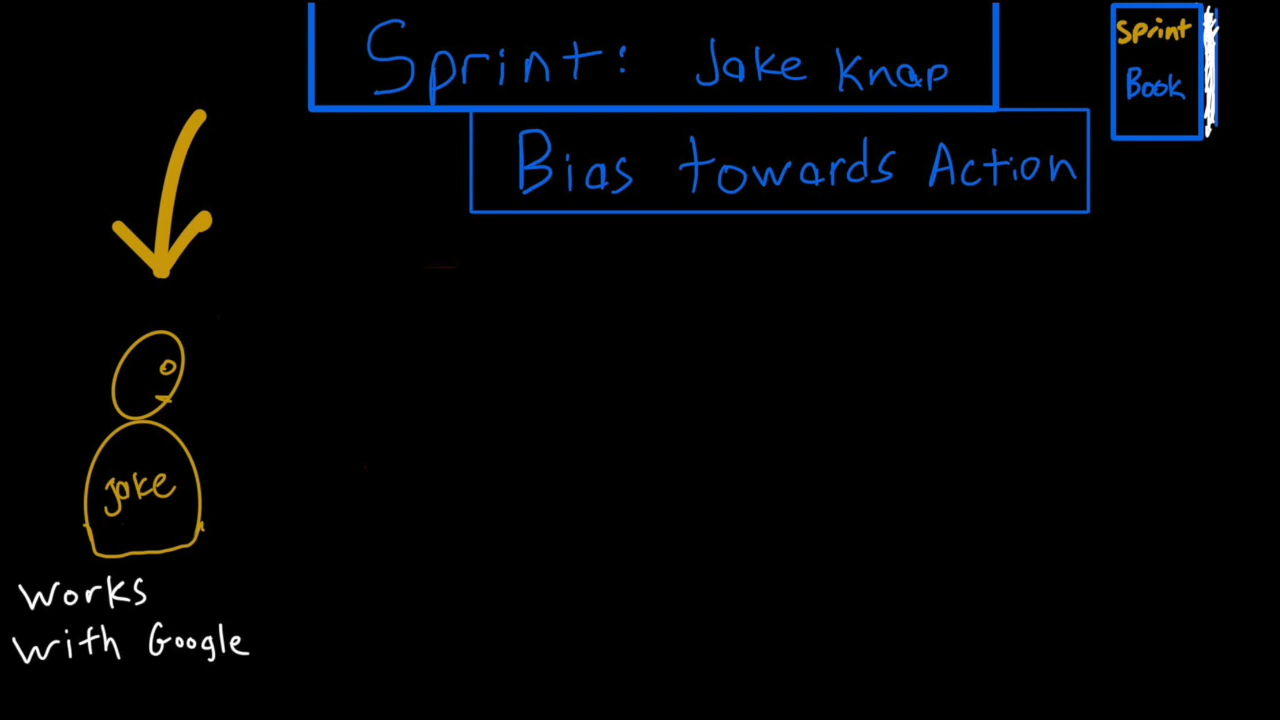 Sprint: Jake Knap
Bias towards Action
Sprint
Book
Jake
Works
with Google